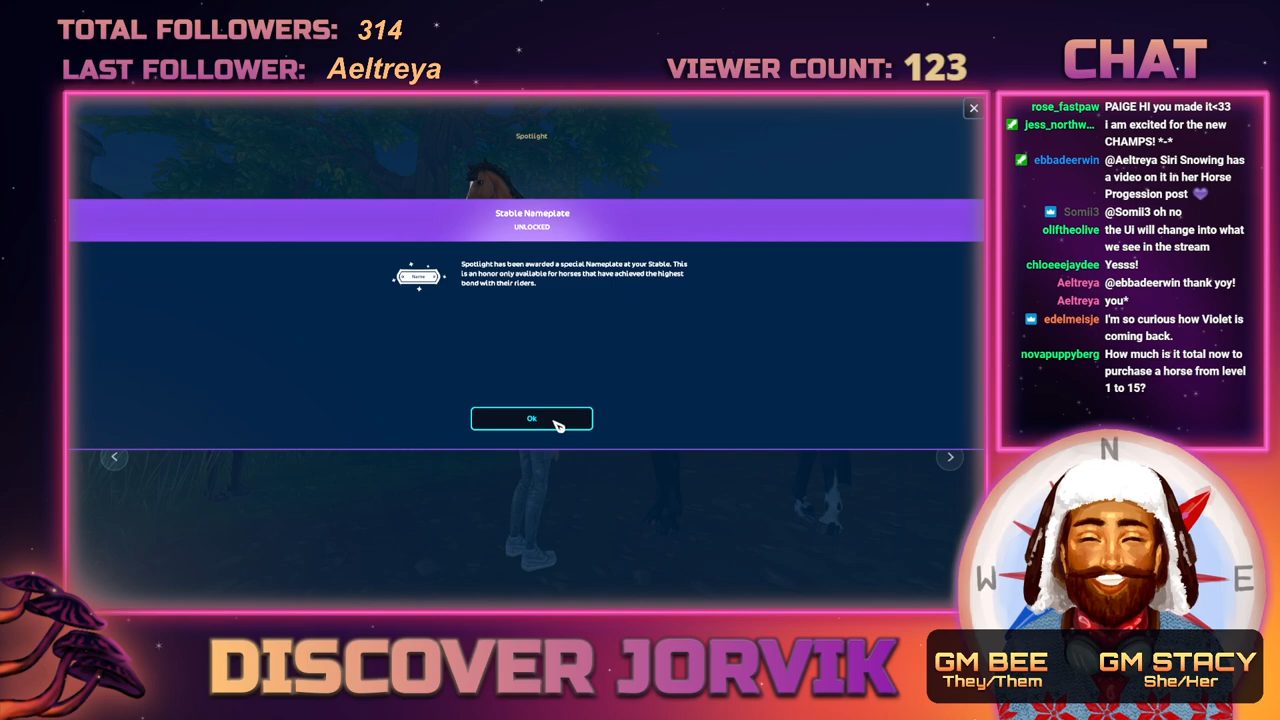 TOTAL FOLLOWERS: 314
LAST FOLLOWER: Aeltreya
VIEWER COUNT: 123
CHAT
Spotlight
Stable Nameplate
UNLOCKED
Name
Spotlight has been awarded a special Nameplate at your Stable. This
is an honor only available for horses that have achieved the highest
bond with their riders.
Ok
rose_fastpaw PAIGE HI you made it<33
jess_northw... i am excited for the new
CHAMPS! *-*
ebbadeerwin @Aeltreya Siri Snowing has
a video on it in her Horse
Progession post 💜
Somii3 @Somii3 oh no
oliftheolive the Ui will change into what
we see in the stream
chloeeejaydee Yesss!
Aeltreya @ebbadeerwin thank yoy!
Aeltreya you*
edelmeisje I'm so curious how Violet is
coming back.
novapuppyberg How much is it total now to
purchase a horse from level
1 to 15?
N
W
E
DISCOVER JORVIK
GM BEE
They/Them
GM STACY
She/Her